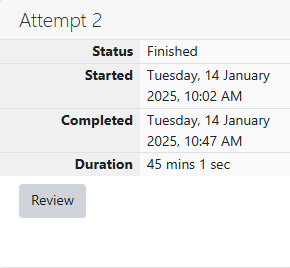 Attempt 2
Status Finished
Started Tuesday, 14 January
2025, 10:02 AM
Completed Tuesday, 14 January
2025, 10:47 AM
Duration 45 mins 1 sec
Review